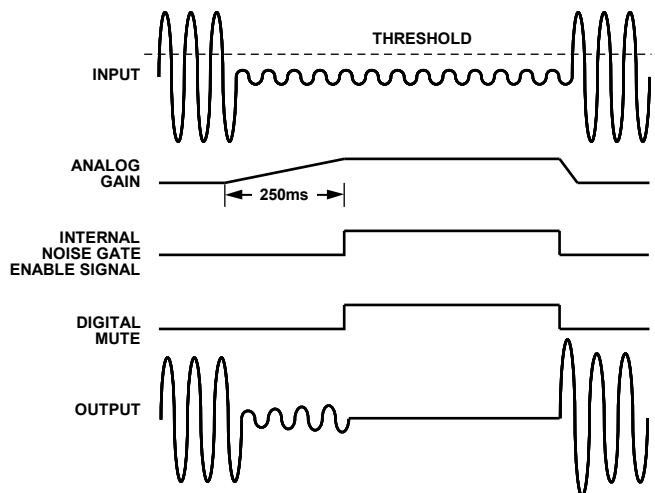 THRESHOLD
INPUT
ANALOG
GAIN
250ms
INTERNAL
NOISE GATE
ENABLE SIGNAL
DIGITAL
MUTE
OUTPUT